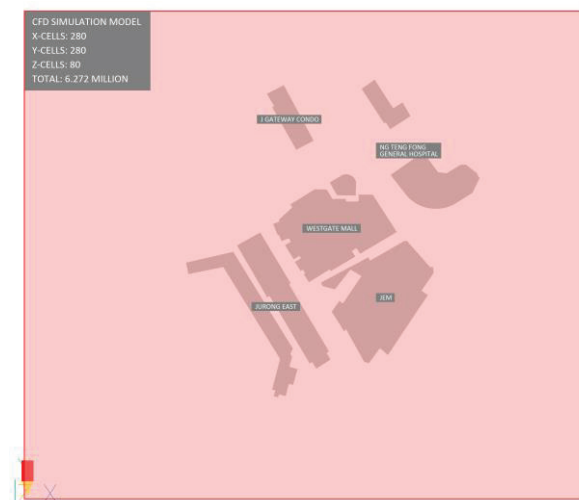 CFD SIMULATION MODEL
X-CELLS: 280
Y-CELLS: 280
Z-CELLS: 80
TOTAL: 6.272 MILLION
J GATEWAY CONDO
NG TENG FONG
GENERAL HOSPITAL
WESTGATE MALL
JURONG EAST
JEM
X